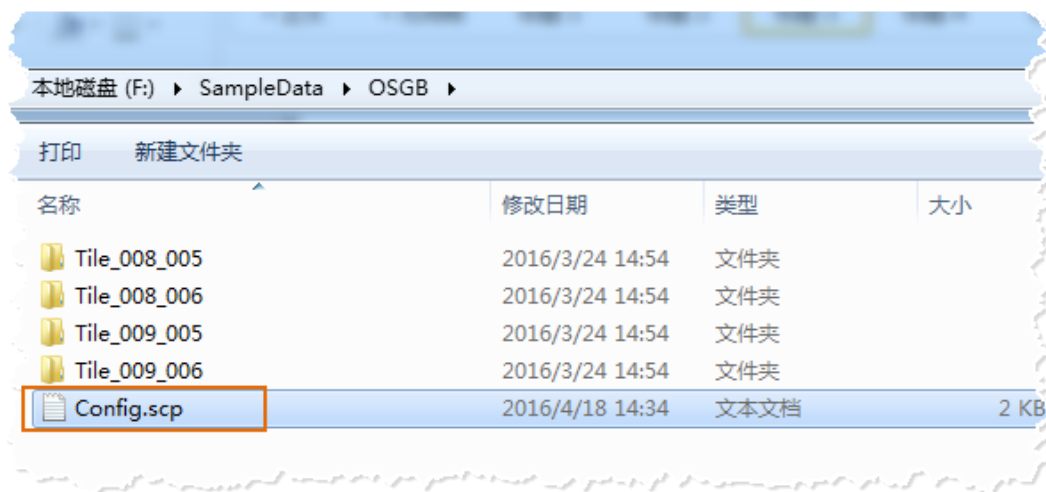 本地磁盘 (F:) ▸ SampleData ▸ OSGB ▸
打印 新建文件夹
名称 修改日期 类型 大小
Tile_008_005 2016/3/24 14:54 文件夹
Tile_008_006 2016/3/24 14:54 文件夹
Tile_009_005 2016/3/24 14:54 文件夹
Tile_009_006 2016/3/24 14:54 文件夹
Config.scp 2016/4/18 14:34 文本文档 2 KB